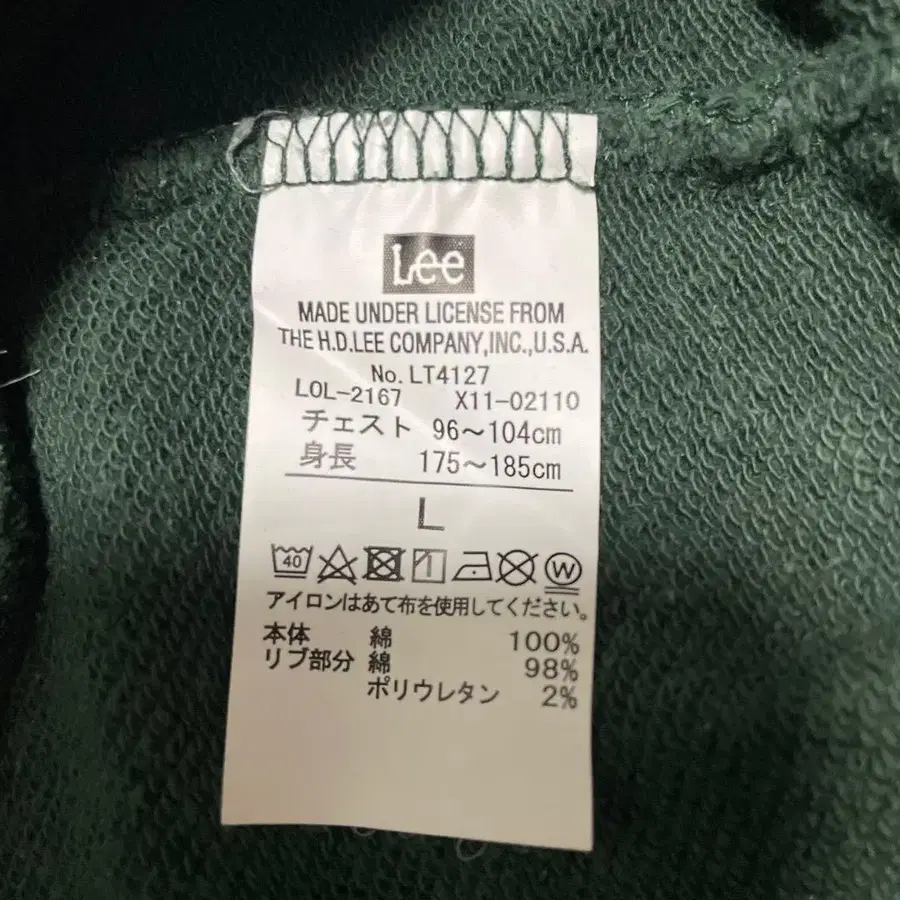 Lee
MADE UNDER LICENSE FROM
THE H.D.LEE COMPANY,INC.,U.S.A.
No. LT4127
LOL-2167 X11-02110
チェスト 96～104cm
身長 175～185cm
L
40 W
アイロンはあて布を使用してください。
本体 綿 100%
リブ部分 綿 98%
ポリウレタン 2%